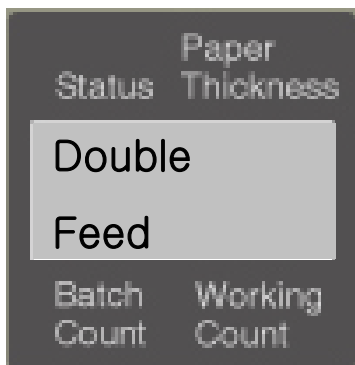 Paper
Status Thickness
Double
Feed
Batch Working
Count Count